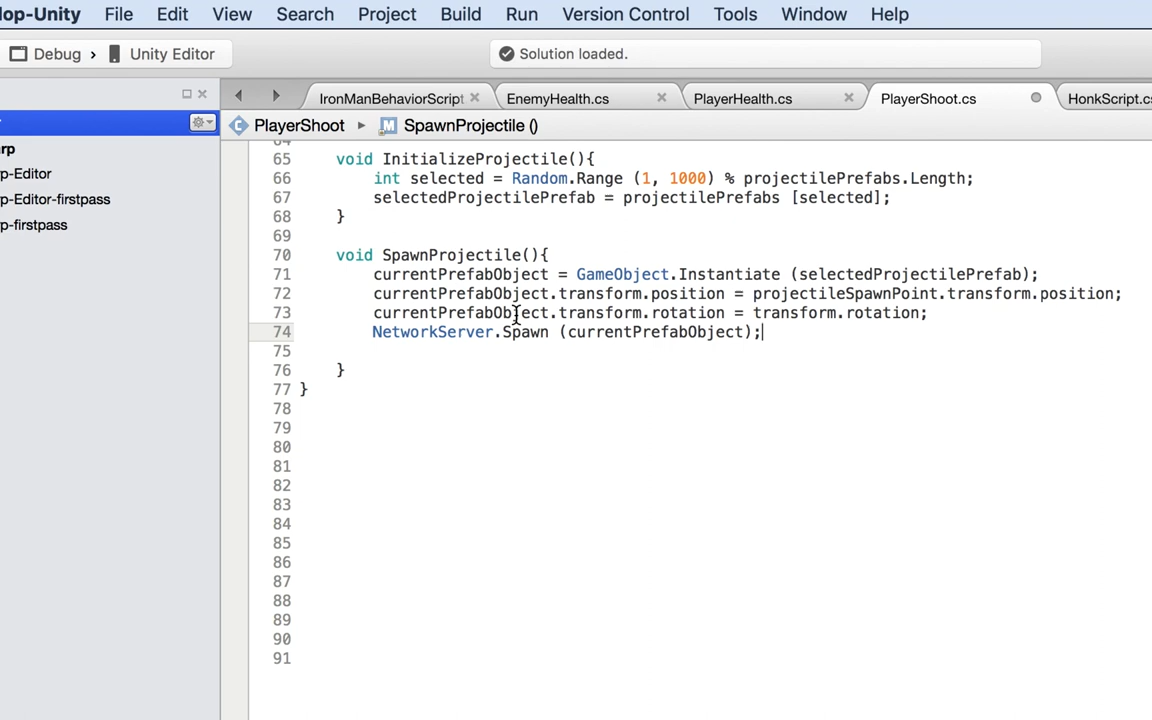 lop-Unity File Edit View Search Project Build Run Version Control Tools Window Help
Debug › Unity Editor Solution loaded.
IronManBehaviorScript EnemyHealth.cs PlayerHealth.cs PlayerShoot.cs HonkScript.cs
PlayerShoot SpawnProjectile ()
rp
p-Editor
p-Editor-firstpass
p-firstpass
64
65 void InitializeProjectile(){
66 int selected = Random.Range (1, 1000) % projectilePrefabs.Length;
67 selectedProjectilePrefab = projectilePrefabs [selected];
68 }
69
70 void SpawnProjectile(){
71 currentPrefabObject = GameObject.Instantiate (selectedProjectilePrefab);
72 currentPrefabObject.transform.position = projectileSpawnPoint.transform.position;
73 currentPrefabObject.transform.rotation = transform.rotation;
74 NetworkServer.Spawn (currentPrefabObject);
75
76 }
77 }
78
79
80
81
82
83
84
85
86
87
88
89
90
91